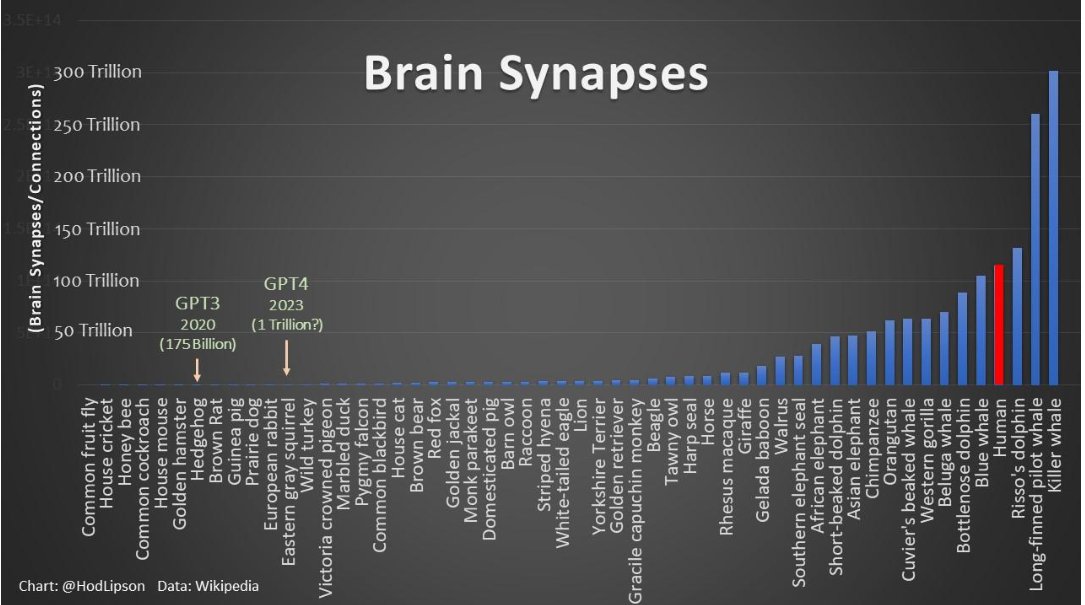 Brain Synapses
(Brain Synapses/Connections)
3.5E+14
300 Trillion
250 Trillion
200 Trillion
150 Trillion
100 Trillion
50 Trillion
0
GPT3
2020
(175 Billion)
GPT4
2023
(1 Trillion?)
Common fruit fly
House cricket
Honey bee
Common cockroach
House mouse
Golden hamster
Hedgehog
Brown Rat
Guinea pig
Prairie dog
European rabbit
Eastern gray squirrel
Wild turkey
Victoria crowned pigeon
Marbled duck
Pygmy falcon
Common blackbird
House cat
Brown bear
Red fox
Golden jackal
Monk parakeet
Domesticated pig
Barn owl
Raccoon
Striped hyena
White-tailed eagle
Lion
Yorkshire Terrier
Golden retriever
Gracile capuchin monkey
Beagle
Tawny owl
Harp seal
Horse
Rhesus macaque
Giraffe
Gelada baboon
Walrus
Southern elephant seal
African elephant
Short-beaked dolphin
Asian elephant
Chimpanzee
Orangutan
Cuvier's beaked whale
Western gorilla
Beluga whale
Bottlenose dolphin
Blue whale
Human
Risso's dolphin
Long-finned pilot whale
Killer whale
Chart: @HodLipson Data: Wikipedia